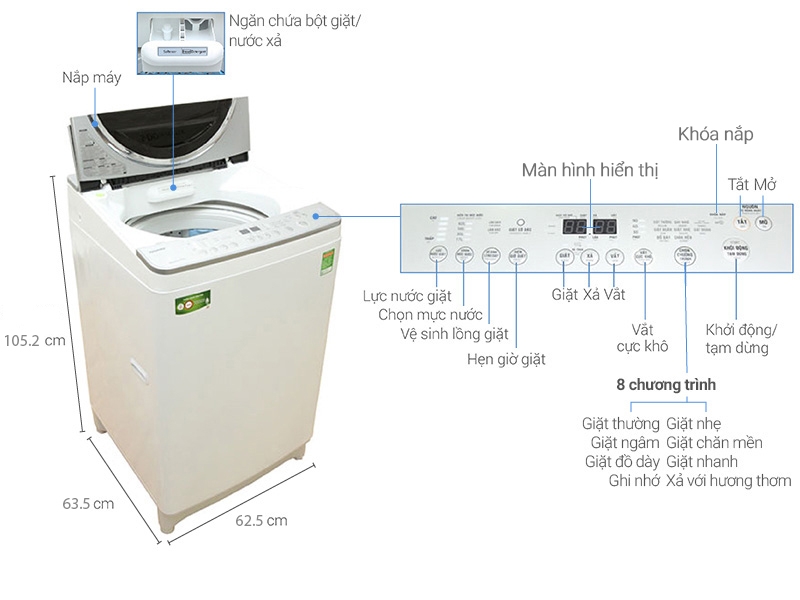 Ngăn chứa bột giặt/
nước xả
Nắp máy
Khóa nắp
Màn hình hiển thị
Tắt Mở
TẮT
MỞ
KHỞI ĐỘNG
GIẶT
XẢ
VẮT
Lực nước giặt
Chọn mực nước
Vệ sinh lồng giặt
Hẹn giờ giặt
Giặt Xả Vắt
Vắt
cực khô
Khởi động/
tạm dừng
105.2 cm
63.5 cm
62.5 cm
8 chương trình
Giặt thường Giặt nhẹ
Giặt ngâm Giặt chăn mền
Giặt đồ dày Giặt nhanh
Ghi nhớ Xả với hương thơm